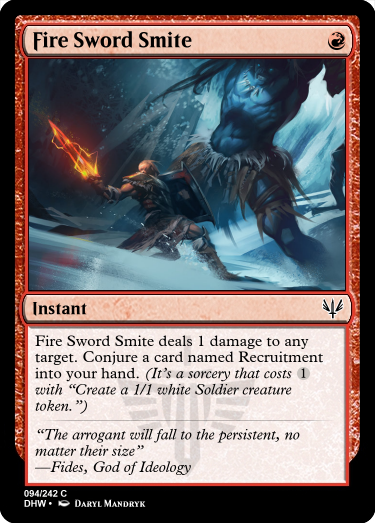 Fire Sword Smite
Instant
Fire Sword Smite deals 1 damage to any
target. Conjure a card named Recruitment
into your hand. (It's a sorcery that costs 1
with “Create a 1/1 white Soldier creature
token.”)
“The arrogant will fall to the persistent, no
matter their size”
—Fides, God of Ideology
094/242 C
DHW • Daryl Mandryk